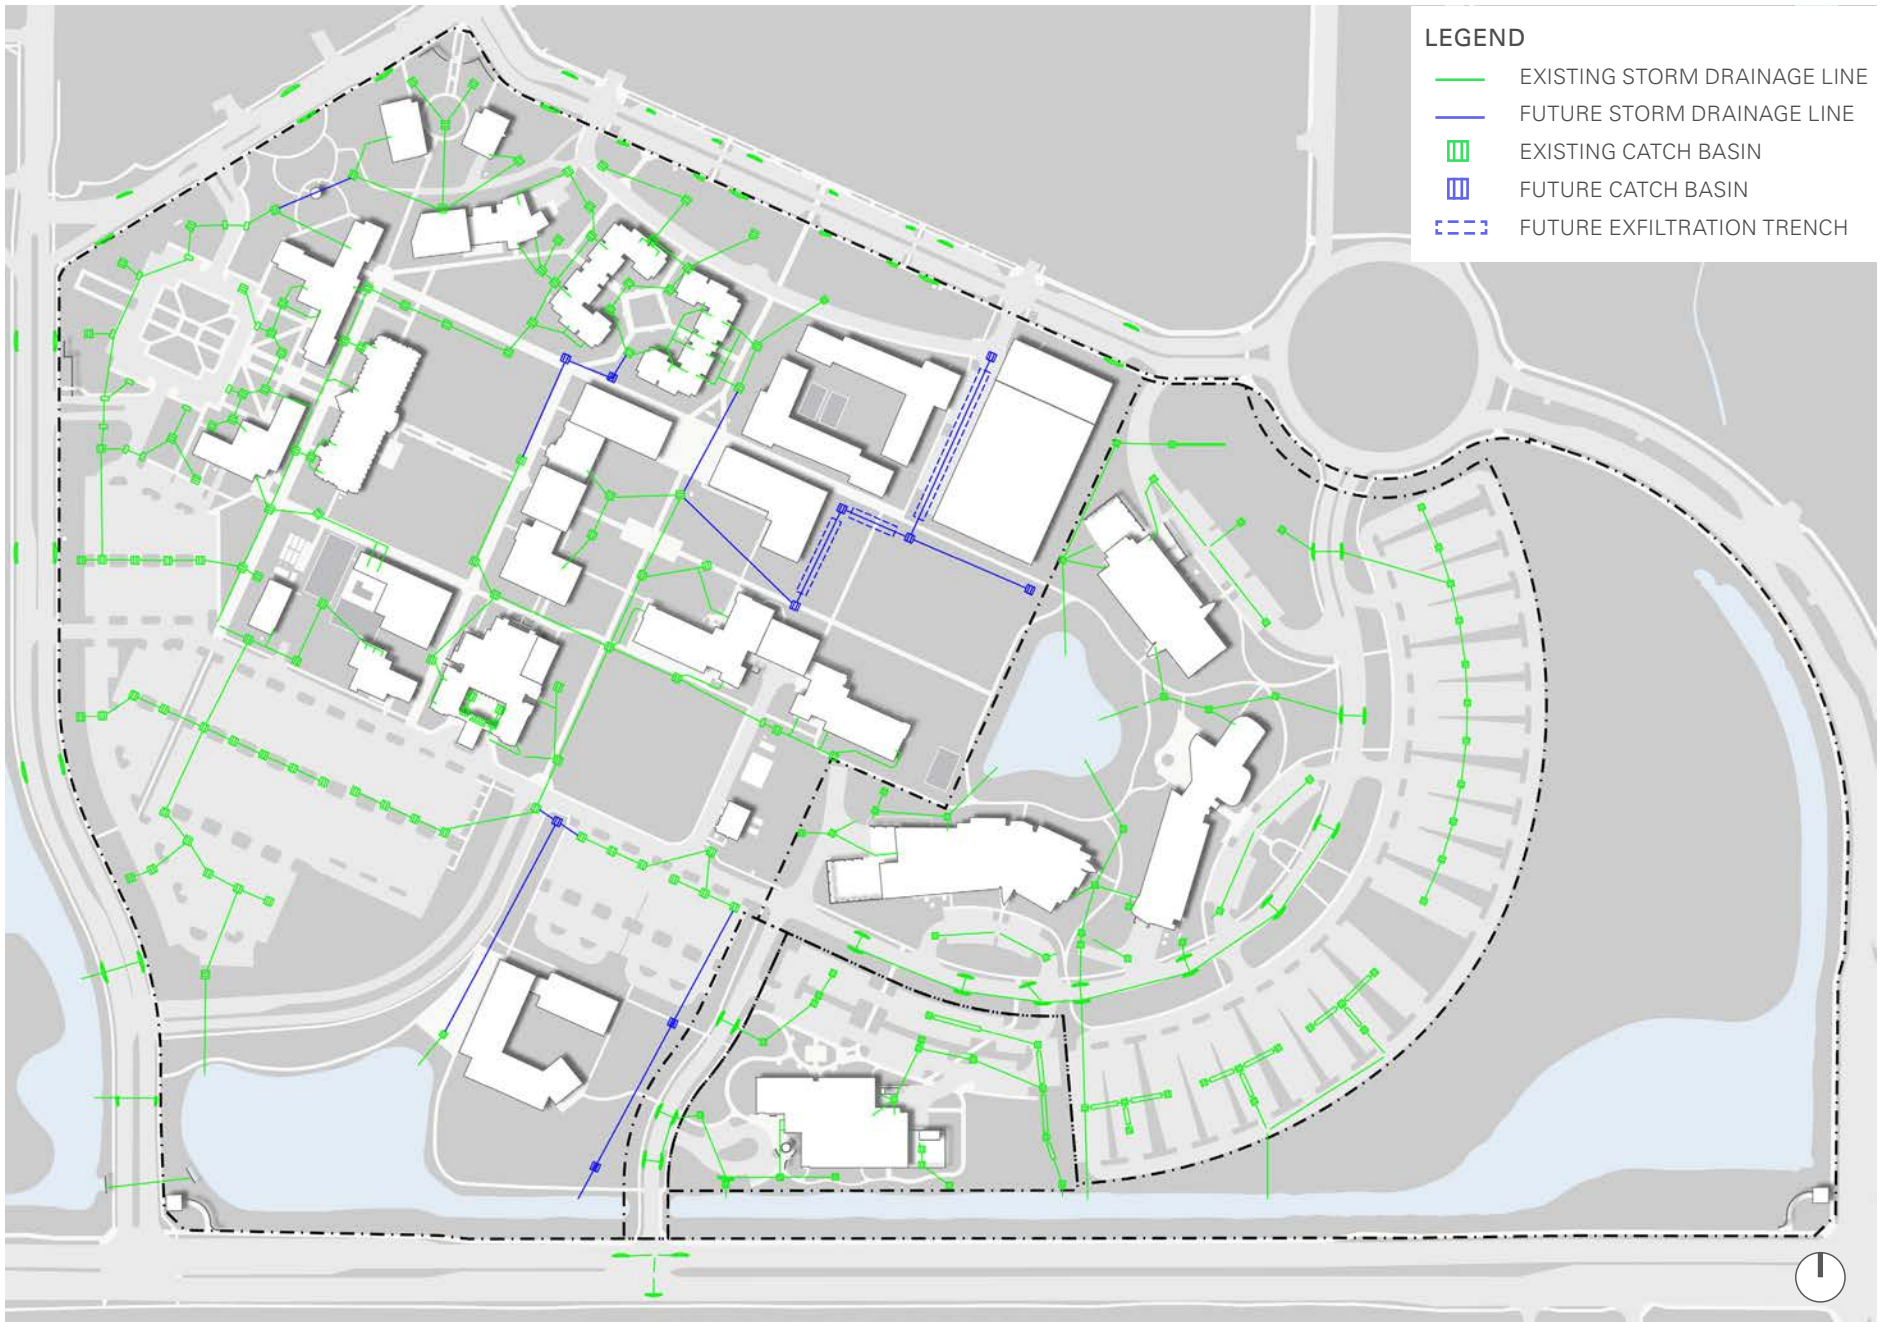 LEGEND
EXISTING STORM DRAINAGE LINE
FUTURE STORM DRAINAGE LINE
EXISTING CATCH BASIN
FUTURE CATCH BASIN
FUTURE EXFILTRATION TRENCH